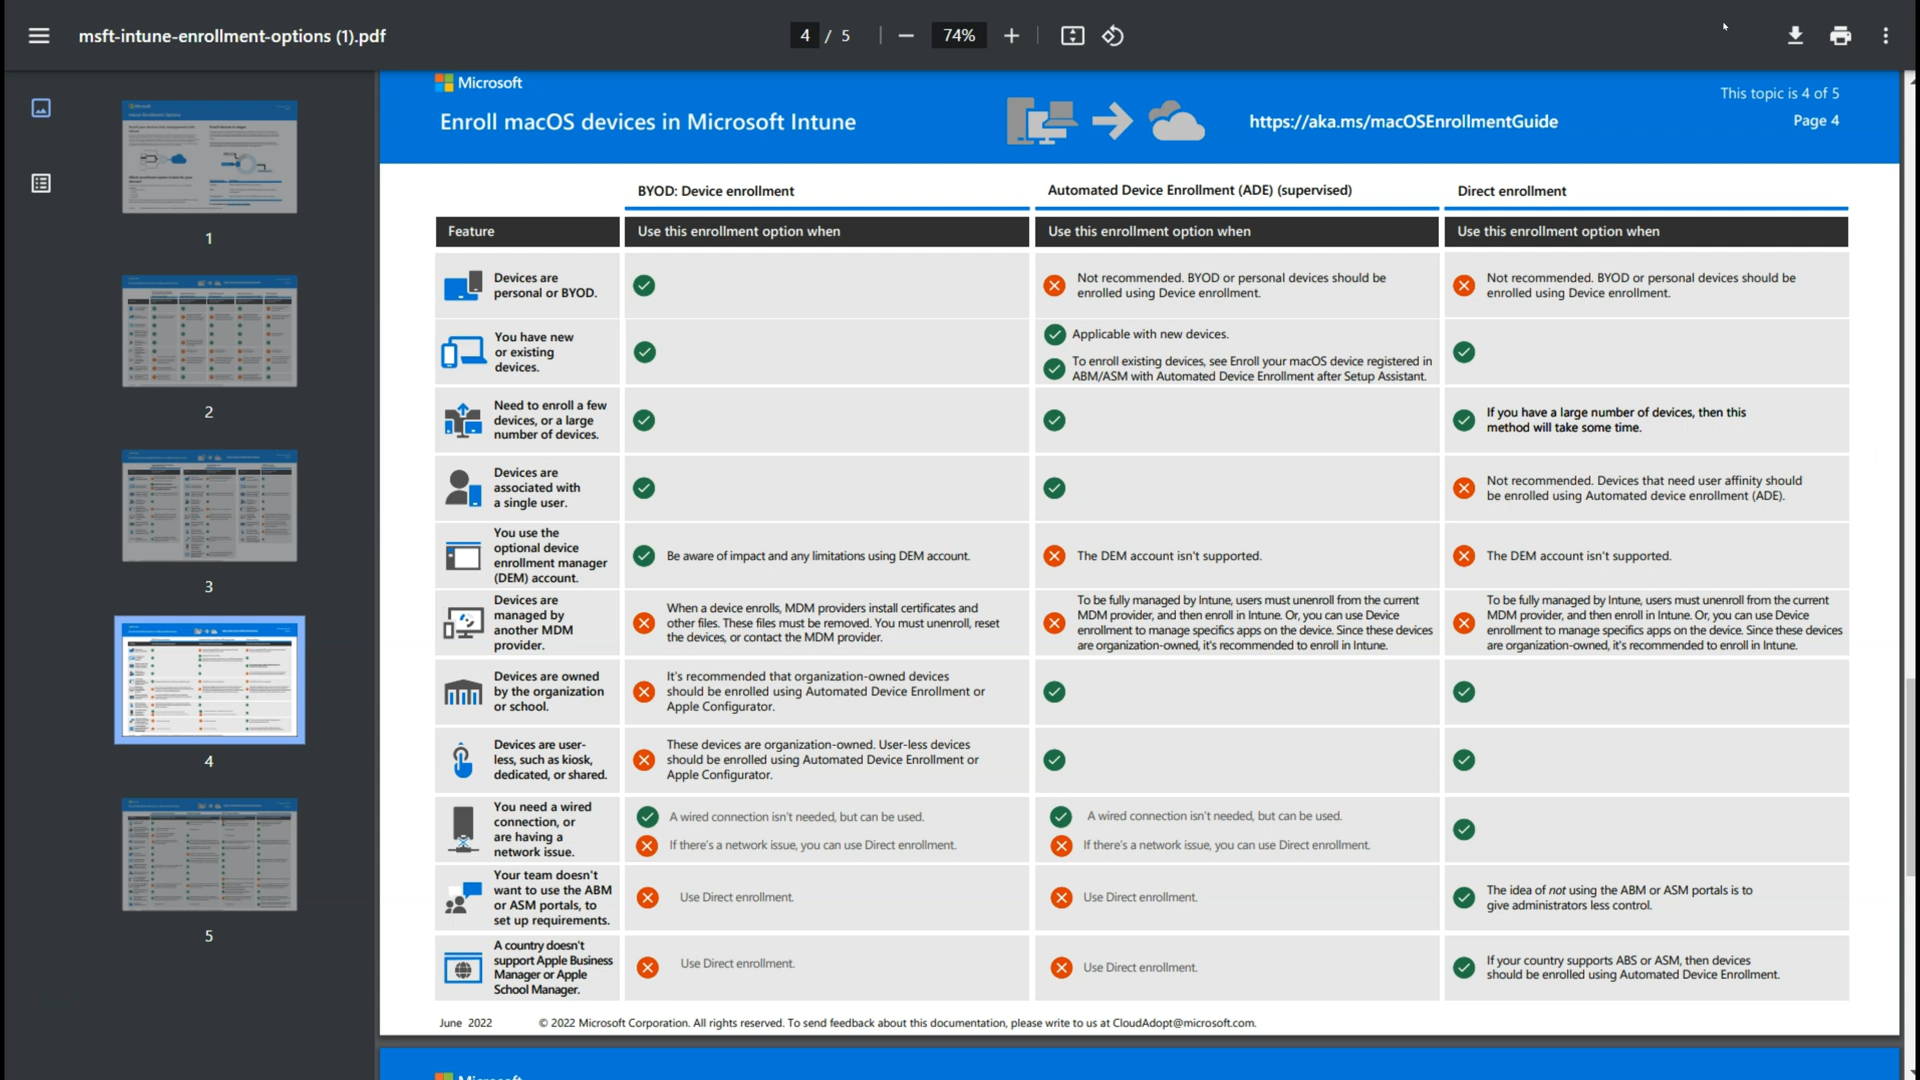 msft-intune-enrollment-options (1).pdf
4 / 5
74%
1
2
3
4
5
Microsoft
Enroll macOS devices in Microsoft Intune
https://aka.ms/macOSEnrollmentGuide
This topic is 4 of 5
Page 4
BYOD: Device enrollment
Automated Device Enrollment (ADE) (supervised)
Direct enrollment
Feature
Use this enrollment option when
Use this enrollment option when
Use this enrollment option when
Devices are
personal or BYOD.
Not recommended. BYOD or personal devices should be
enrolled using Device enrollment.
Not recommended. BYOD or personal devices should be
enrolled using Device enrollment.
You have new
or existing
devices.
Applicable with new devices.
To enroll existing devices, see Enroll your macOS device registered in
ABM/ASM with Automated Device Enrollment after Setup Assistant.
Need to enroll a few
devices, or a large
number of devices.
If you have a large number of devices, then this
method will take some time.
Devices are
associated with
a single user.
Not recommended. Devices that need user affinity should
be enrolled using Automated device enrollment (ADE).
You use the
optional device
enrollment manager
(DEM) account.
Be aware of impact and any limitations using DEM account.
The DEM account isn't supported.
The DEM account isn't supported.
Devices are
managed by
another MDM
provider.
When a device enrolls, MDM providers install certificates and
other files. These files must be removed. You must unenroll, reset
the devices, or contact the MDM provider.
To be fully managed by Intune, users must unenroll from the current
MDM provider, and then enroll in Intune. Or, you can use Device
enrollment to manage specifics apps on the device. Since these devices
are organization-owned, it's recommended to enroll in Intune.
To be fully managed by Intune, users must unenroll from the current
MDM provider, and then enroll in Intune. Or, you can use Device
enrollment to manage specific apps on the device. Since these devices
are organization-owned, it's recommended to enroll in Intune.
Devices are owned
by the organization
or school.
It's recommended that organization-owned devices
should be enrolled using Automated Device Enrollment or
Apple Configurator.
Devices are user-
less, such as kiosk,
dedicated, or shared.
These devices are organization-owned. User-less devices
should be enrolled using Automated Device Enrollment or
Apple Configurator.
You need a wired
connection, or
are having a
network issue.
A wired connection isn't needed, but can be used.
If there's a network issue, you can use Direct enrollment.
A wired connection isn't needed, but can be used.
If there's a network issue, you can use Direct enrollment.
Your team doesn't
want to use the ABM
or ASM portals, to
set up requirements.
Use Direct enrollment.
Use Direct enrollment.
The idea of not using the ABM or ASM portals is to
give administrators less control.
A country doesn't
support Apple Business
Manager or Apple
School Manager.
Use Direct enrollment.
Use Direct enrollment.
If your country supports ABS or ASM, then devices
should be enrolled using Automated Device Enrollment.
June 2022
© 2022 Microsoft Corporation. All rights reserved. To send feedback about this documentation, please write to us at CloudAdopt@microsoft.com.
Microsoft